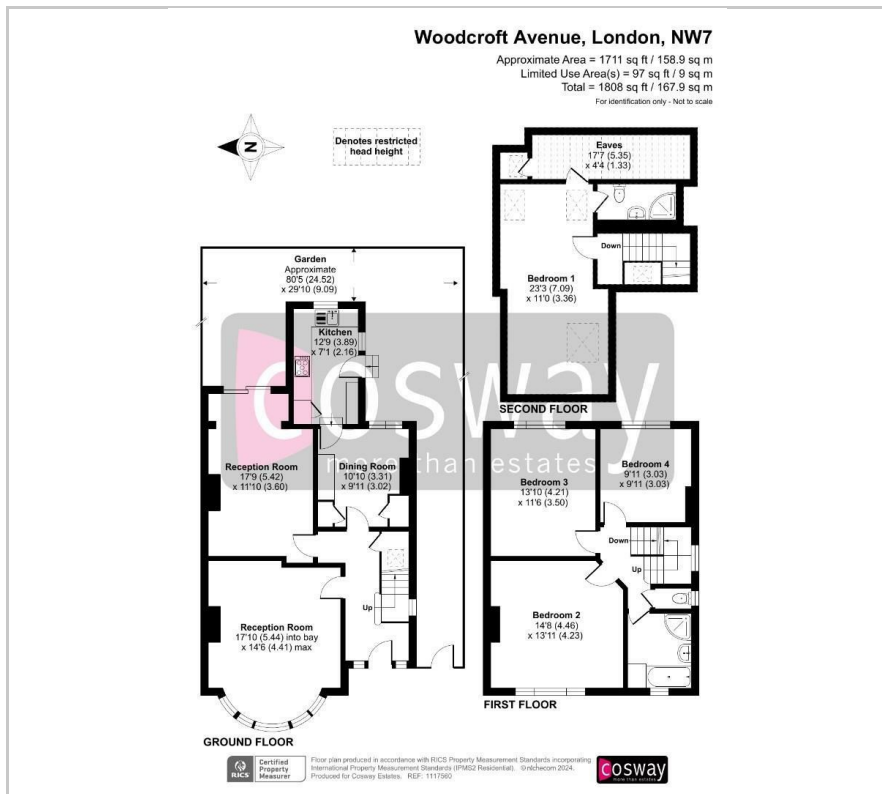 Woodcroft Avenue, London, NW7
Approximate Area = 1711 sq ft / 158.9 sq m
Limited Use Area(s) = 97 sq ft / 9 sq m
Total = 1808 sq ft / 167.9 sq m
For identification only - Not to scale
N
Denotes restricted
head height
Eaves
17'7 (5.35)
x 4'4 (1.33)
Down
Bedroom 1
23'3 (7.09)
x 11'0 (3.36)
SECOND FLOOR
Garden
Approximate
80'5 (24.52)
x 29'10 (9.09)
Kitchen
12'9 (3.89)
x 7'1 (2.16)
cosway
more than estates
Reception Room
17'9 (5.42)
x 11'10 (3.60)
Dining Room
10'10 (3.31)
x 9'11 (3.02)
Up
Reception Room
17'10 (5.44) into bay
x 14'6 (4.41) max
GROUND FLOOR
Bedroom 3
13'10 (4.21)
x 11'6 (3.50)
Bedroom 4
9'11 (3.03)
x 9'11 (3.03)
Down
Up
Bedroom 2
14'8 (4.46)
x 13'11 (4.23)
FIRST FLOOR
RICS
Certified
Property
Measurer
Floor plan produced in accordance with RICS Property Measurement Standards incorporating
International Property Measurement Standards (IPMS2 Residential). ©nichecom 2024.
Produced for Cosway Estates. REF: 1117560
cosway
more than estates